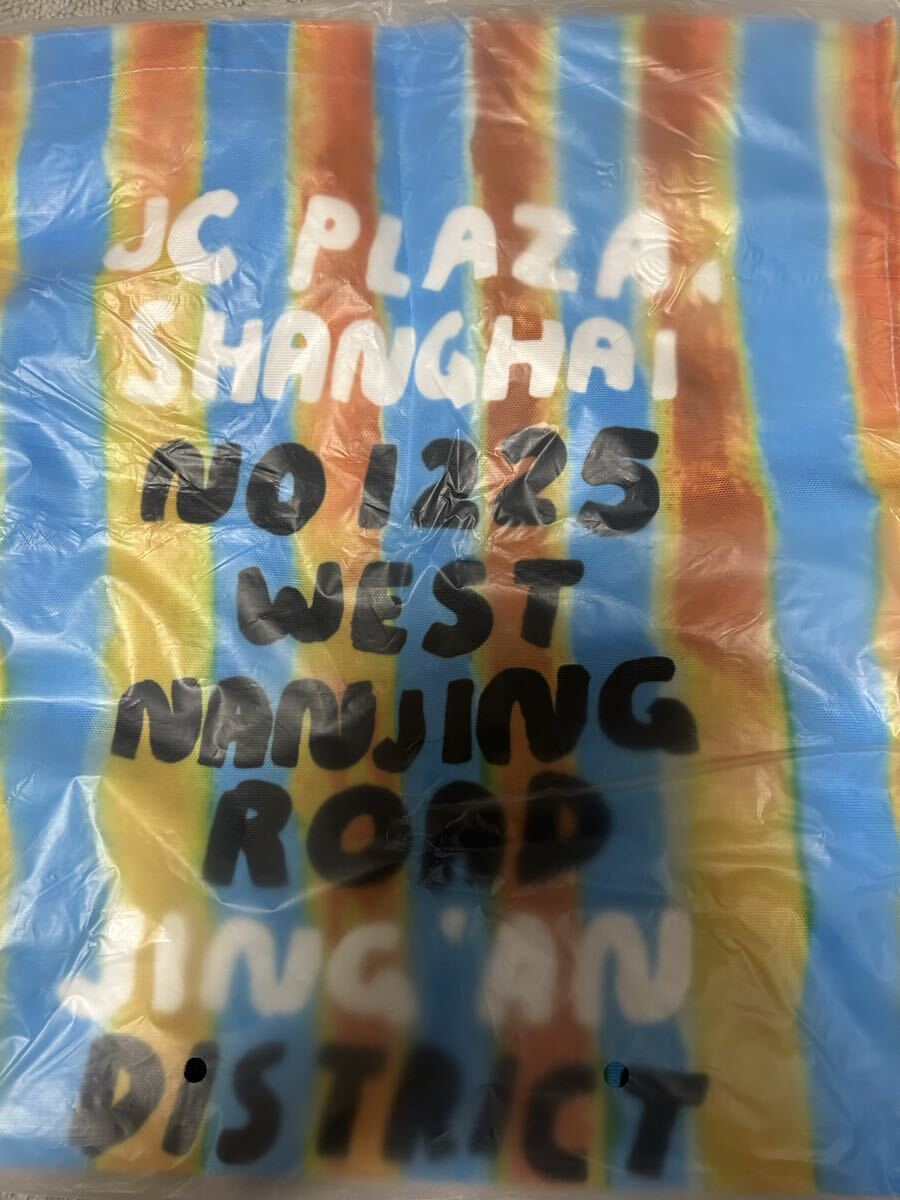 JC PLAZA,
SHANGHAI
NO 1225
WEST
NANJING
ROAD
JING'AN
DISTRICT